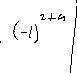 (-1)^{2+4} |